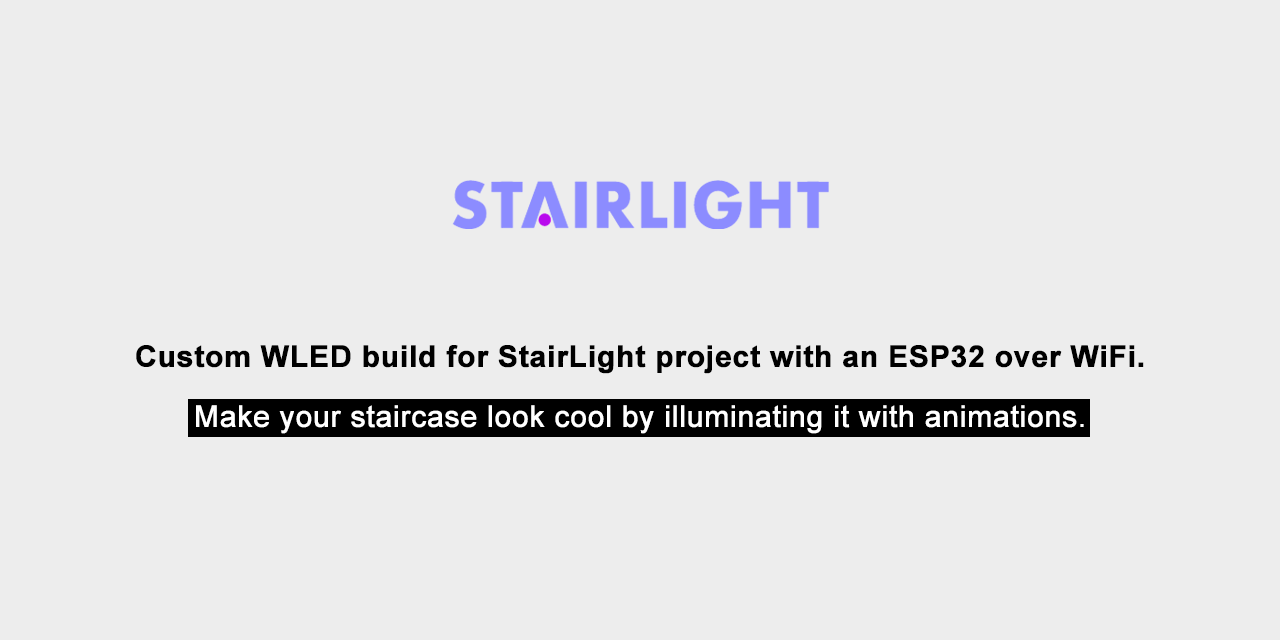 STAIRLIGHT
Custom WLED build for StairLight project with an ESP32 over WiFi.
Make your staircase look cool by illuminating it with animations.